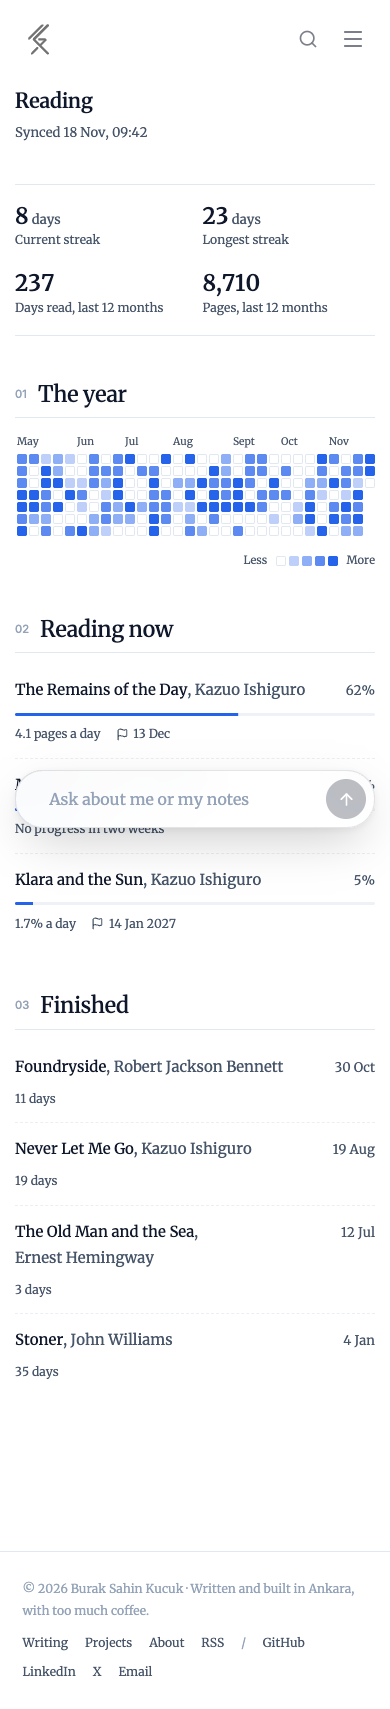 Reading
Synced 18 Nov, 09:42
8 days
Current streak
23 days
Longest streak
237
Days read, last 12 months
8,710
Pages, last 12 months
01 The year
May Jun Jul Aug Sept Oct Nov
Less More
02 Reading now
The Remains of the Day, Kazuo Ishiguro 62%
4.1 pages a day 13 Dec
Ask about me or my notes
No progress in two weeks
Klara and the Sun, Kazuo Ishiguro 5%
1.7% a day 14 Jan 2027
03 Finished
Foundryside, Robert Jackson Bennett 30 Oct
11 days
Never Let Me Go, Kazuo Ishiguro 19 Aug
19 days
The Old Man and the Sea, 12 Jul
Ernest Hemingway
3 days
Stoner, John Williams 4 Jan
35 days
© 2026 Burak Sahin Kucuk · Written and built in Ankara,
with too much coffee.
Writing Projects About RSS / GitHub
LinkedIn X Email